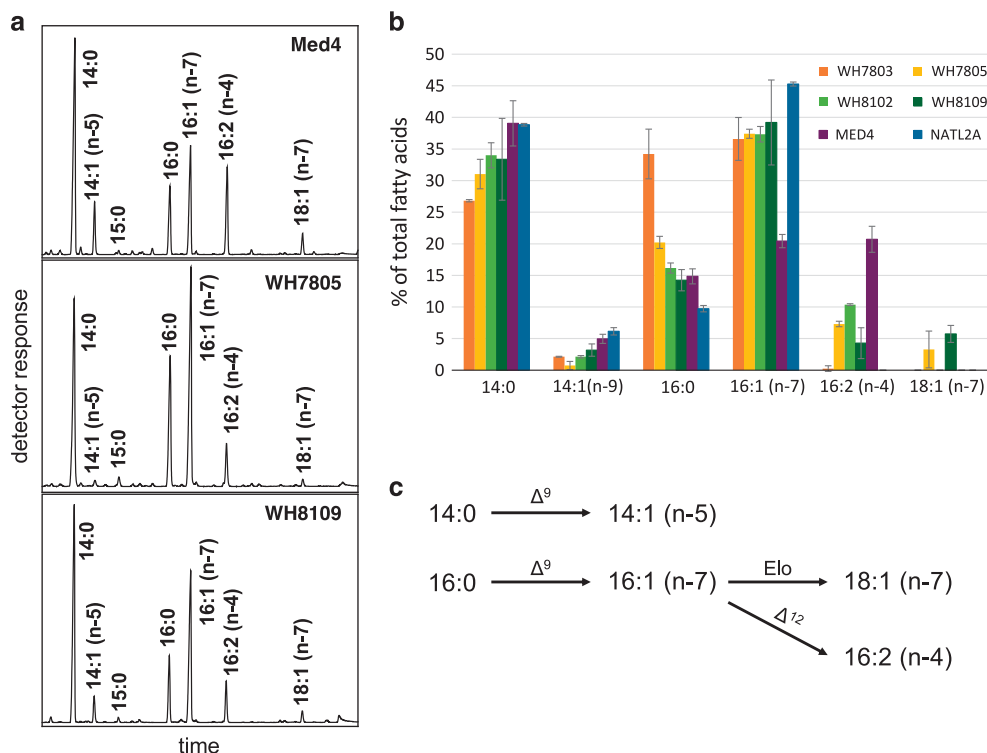 a
Med4
14:0
14:1 (n-5)
15:0
16:0
16:1 (n-7)
16:2 (n-4)
18:1 (n-7)
WH7805
14:0
14:1 (n-5)
15:0
16:0
16:1 (n-7)
16:2 (n-4)
18:1 (n-7)
WH8109
14:0
14:1 (n-5)
15:0
16:0
16:1 (n-7)
16:2 (n-4)
18:1 (n-7)
detector response
time
b
% of total fatty acids
50
45
40
35
30
25
20
15
10
5
0
WH7803 WH7805
WH8102 WH8109
MED4 NATL2A
14:0 14:1(n-9) 16:0 16:1 (n-7) 16:2 (n-4) 18:1 (n-7)
c
14:0 Δ⁹ 14:1 (n-5)
16:0 Δ⁹ 16:1 (n-7) Elo 18:1 (n-7)
Δ¹²
16:2 (n-4)